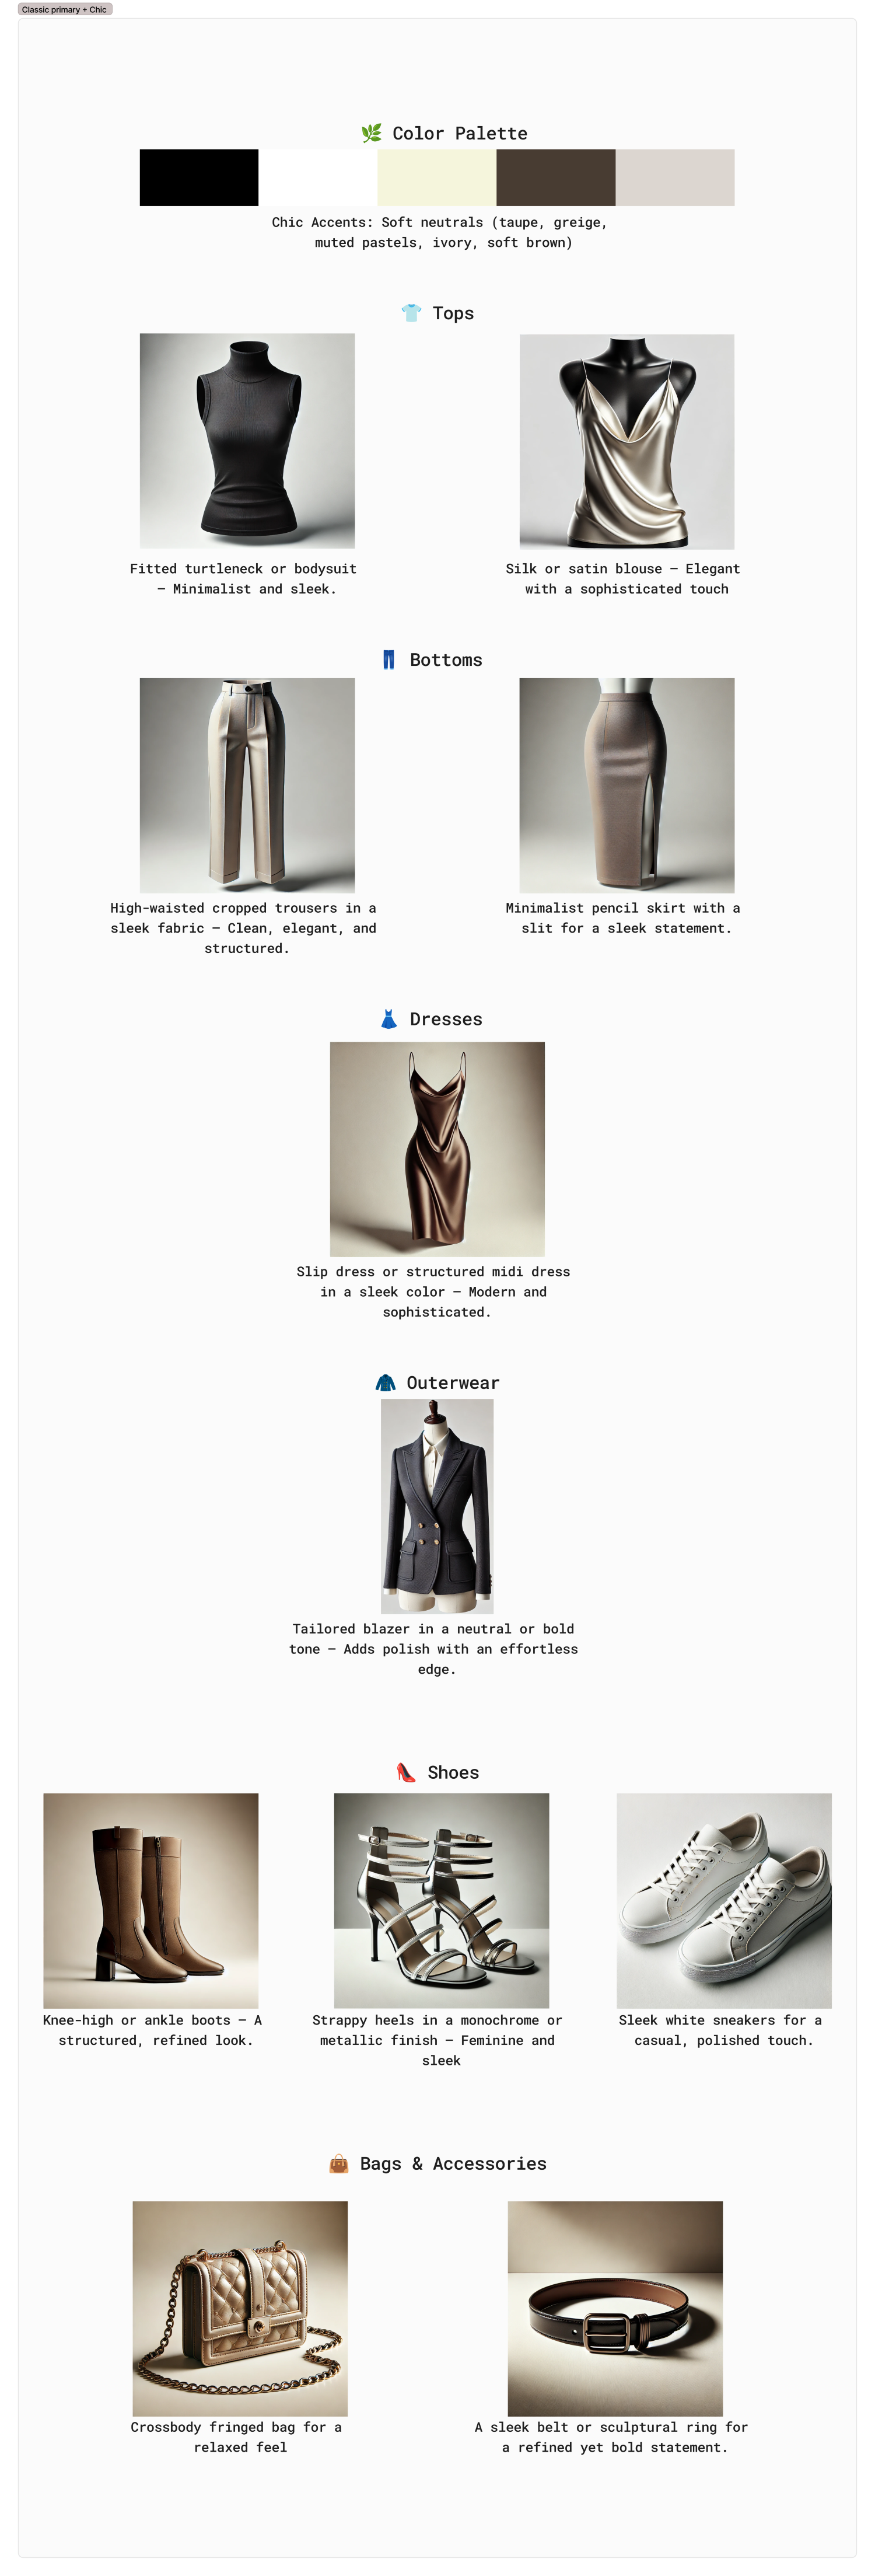 Classic primary + Chic
🌿 Color Palette
Chic Accents: Soft neutrals (taupe, greige,
muted pastels, ivory, soft brown)
👕 Tops
Fitted turtleneck or bodysuit
– Minimalist and sleek.
Silk or satin blouse – Elegant
with a sophisticated touch
👖 Bottoms
High-waisted cropped trousers in a
sleek fabric – Clean, elegant, and
structured.
Minimalist pencil skirt with a
slit for a sleek statement.
👗 Dresses
Slip dress or structured midi dress
in a sleek color – Modern and
sophisticated.
🧥 Outerwear
Tailored blazer in a neutral or bold
tone – Adds polish with an effortless
edge.
👠 Shoes
Knee-high or ankle boots – A
structured, refined look.
Strappy heels in a monochrome or
metallic finish – Feminine and
sleek
Sleek white sneakers for a
casual, polished touch.
👜 Bags & Accessories
Crossbody fringed bag for a
relaxed feel
A sleek belt or sculptural ring for
a refined yet bold statement.